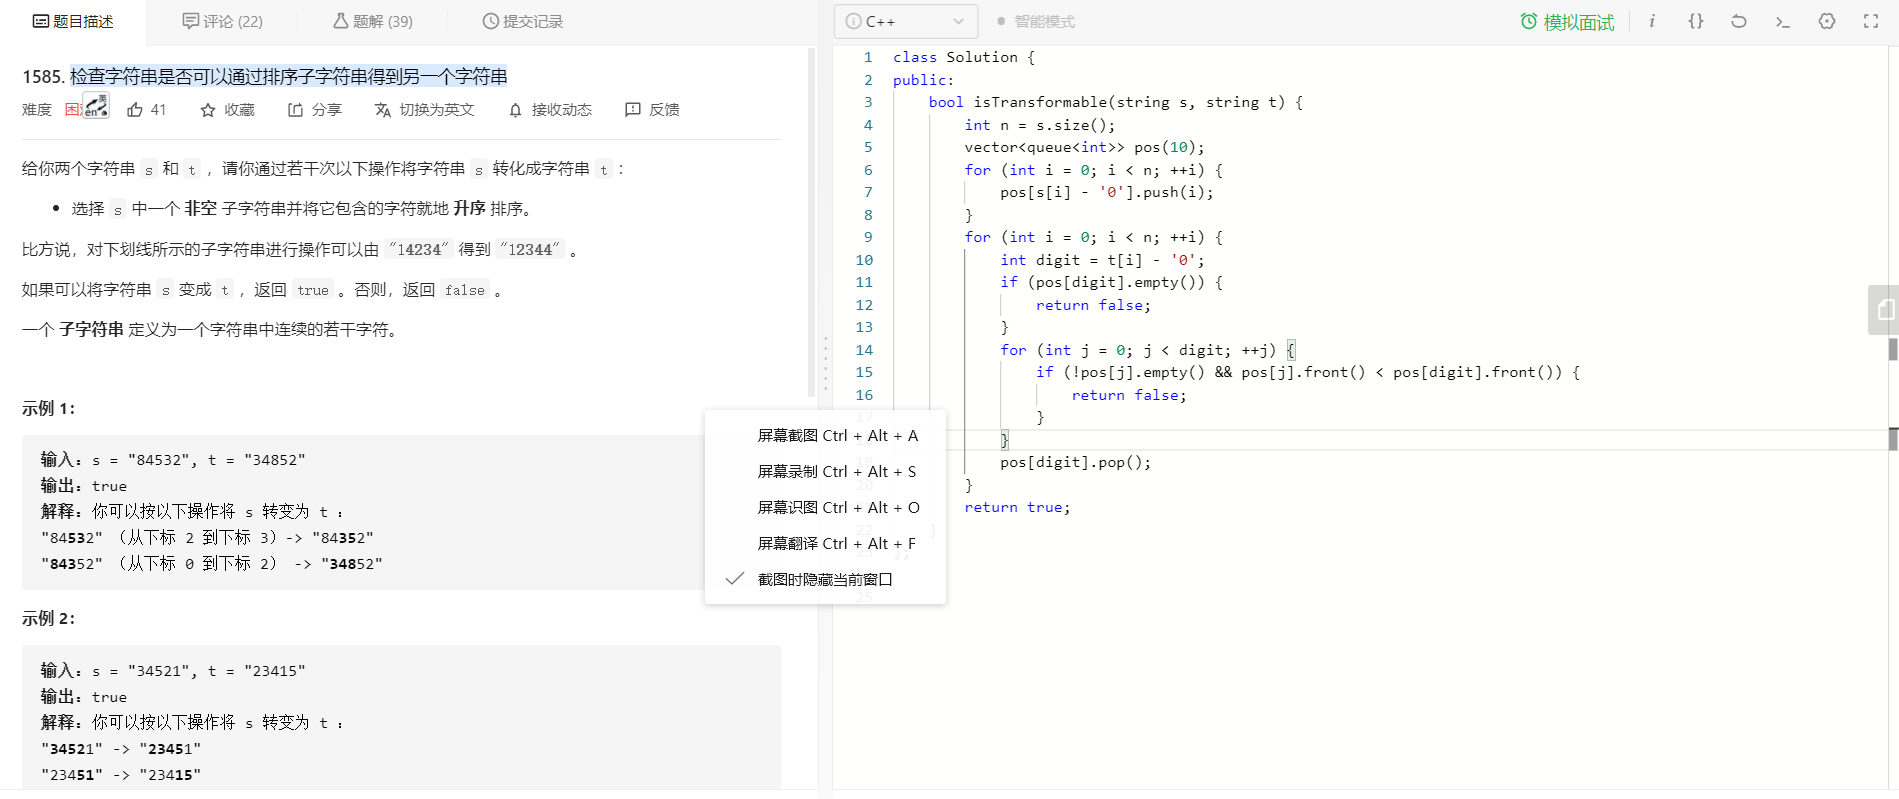 题目描述
评论 (22)
题解 (39)
提交记录
1585. 检查字符串是否可以通过排序子字符串得到另一个字符串
难度
41
收藏
分享
切换为英文
接收动态
反馈
给你两个字符串 s 和 t ，请你通过若干次以下操作将字符串 s 转化成字符串 t ：
• 选择 s 中一个 非空 子字符串并将它包含的字符就地 升序 排序。
比方说，对下划线所示的子字符串进行操作可以由 "14234" 得到 "12344" 。
如果可以将字符串 s 变成 t ，返回 true 。否则，返回 false 。
一个 子字符串 定义为一个字符串中连续的若干字符。
示例 1：
输入：s = "84532", t = "34852"
输出：true
解释：你可以按以下操作将 s 转变为 t ：
"84532" （从下标 2 到下标 3）-> "84352"
"84352" （从下标 0 到下标 2） -> "34852"
示例 2：
输入：s = "34521", t = "23415"
输出：true
解释：你可以按以下操作将 s 转变为 t ：
"34521" -> "23451"
"23451" -> "23415"
屏幕截图 Ctrl + Alt + A
屏幕录制 Ctrl + Alt + S
屏幕识图 Ctrl + Alt + O
屏幕翻译 Ctrl + Alt + F
截图时隐藏当前窗口
C++
智能模式
模拟面试
1 class Solution {
2 public:
3 bool isTransformable(string s, string t) {
4 int n = s.size();
5 vector<queue<int>> pos(10);
6 for (int i = 0; i < n; ++i) {
7 pos[s[i] - '0'].push(i);
8 }
9 for (int i = 0; i < n; ++i) {
10 int digit = t[i] - '0';
11 if (pos[digit].empty()) {
12 return false;
13 }
14 for (int j = 0; j < digit; ++j) {
15 if (!pos[j].empty() && pos[j].front() < pos[digit].front()) {
16 return false;
17 }
}
pos[digit].pop();
}
return true;
22 }